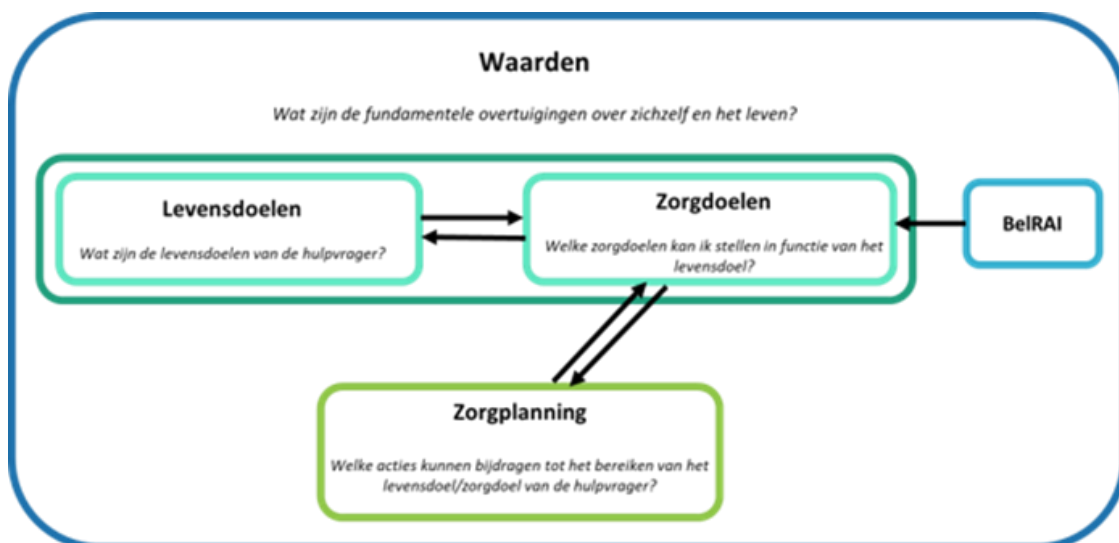 Waarden
Wat zijn de fundamentele overtuigingen over zichzelf en het leven?
Levensdoelen
Wat zijn de levensdoelen van de hulpvrager?
Zorgdoelen
Welke zorgdoelen kan ik stellen in functie van het
levensdoel?
BelRAI
Zorgplanning
Welke acties kunnen bijdragen tot het bereiken van het
levensdoel/zorgdoel van de hulpvrager?